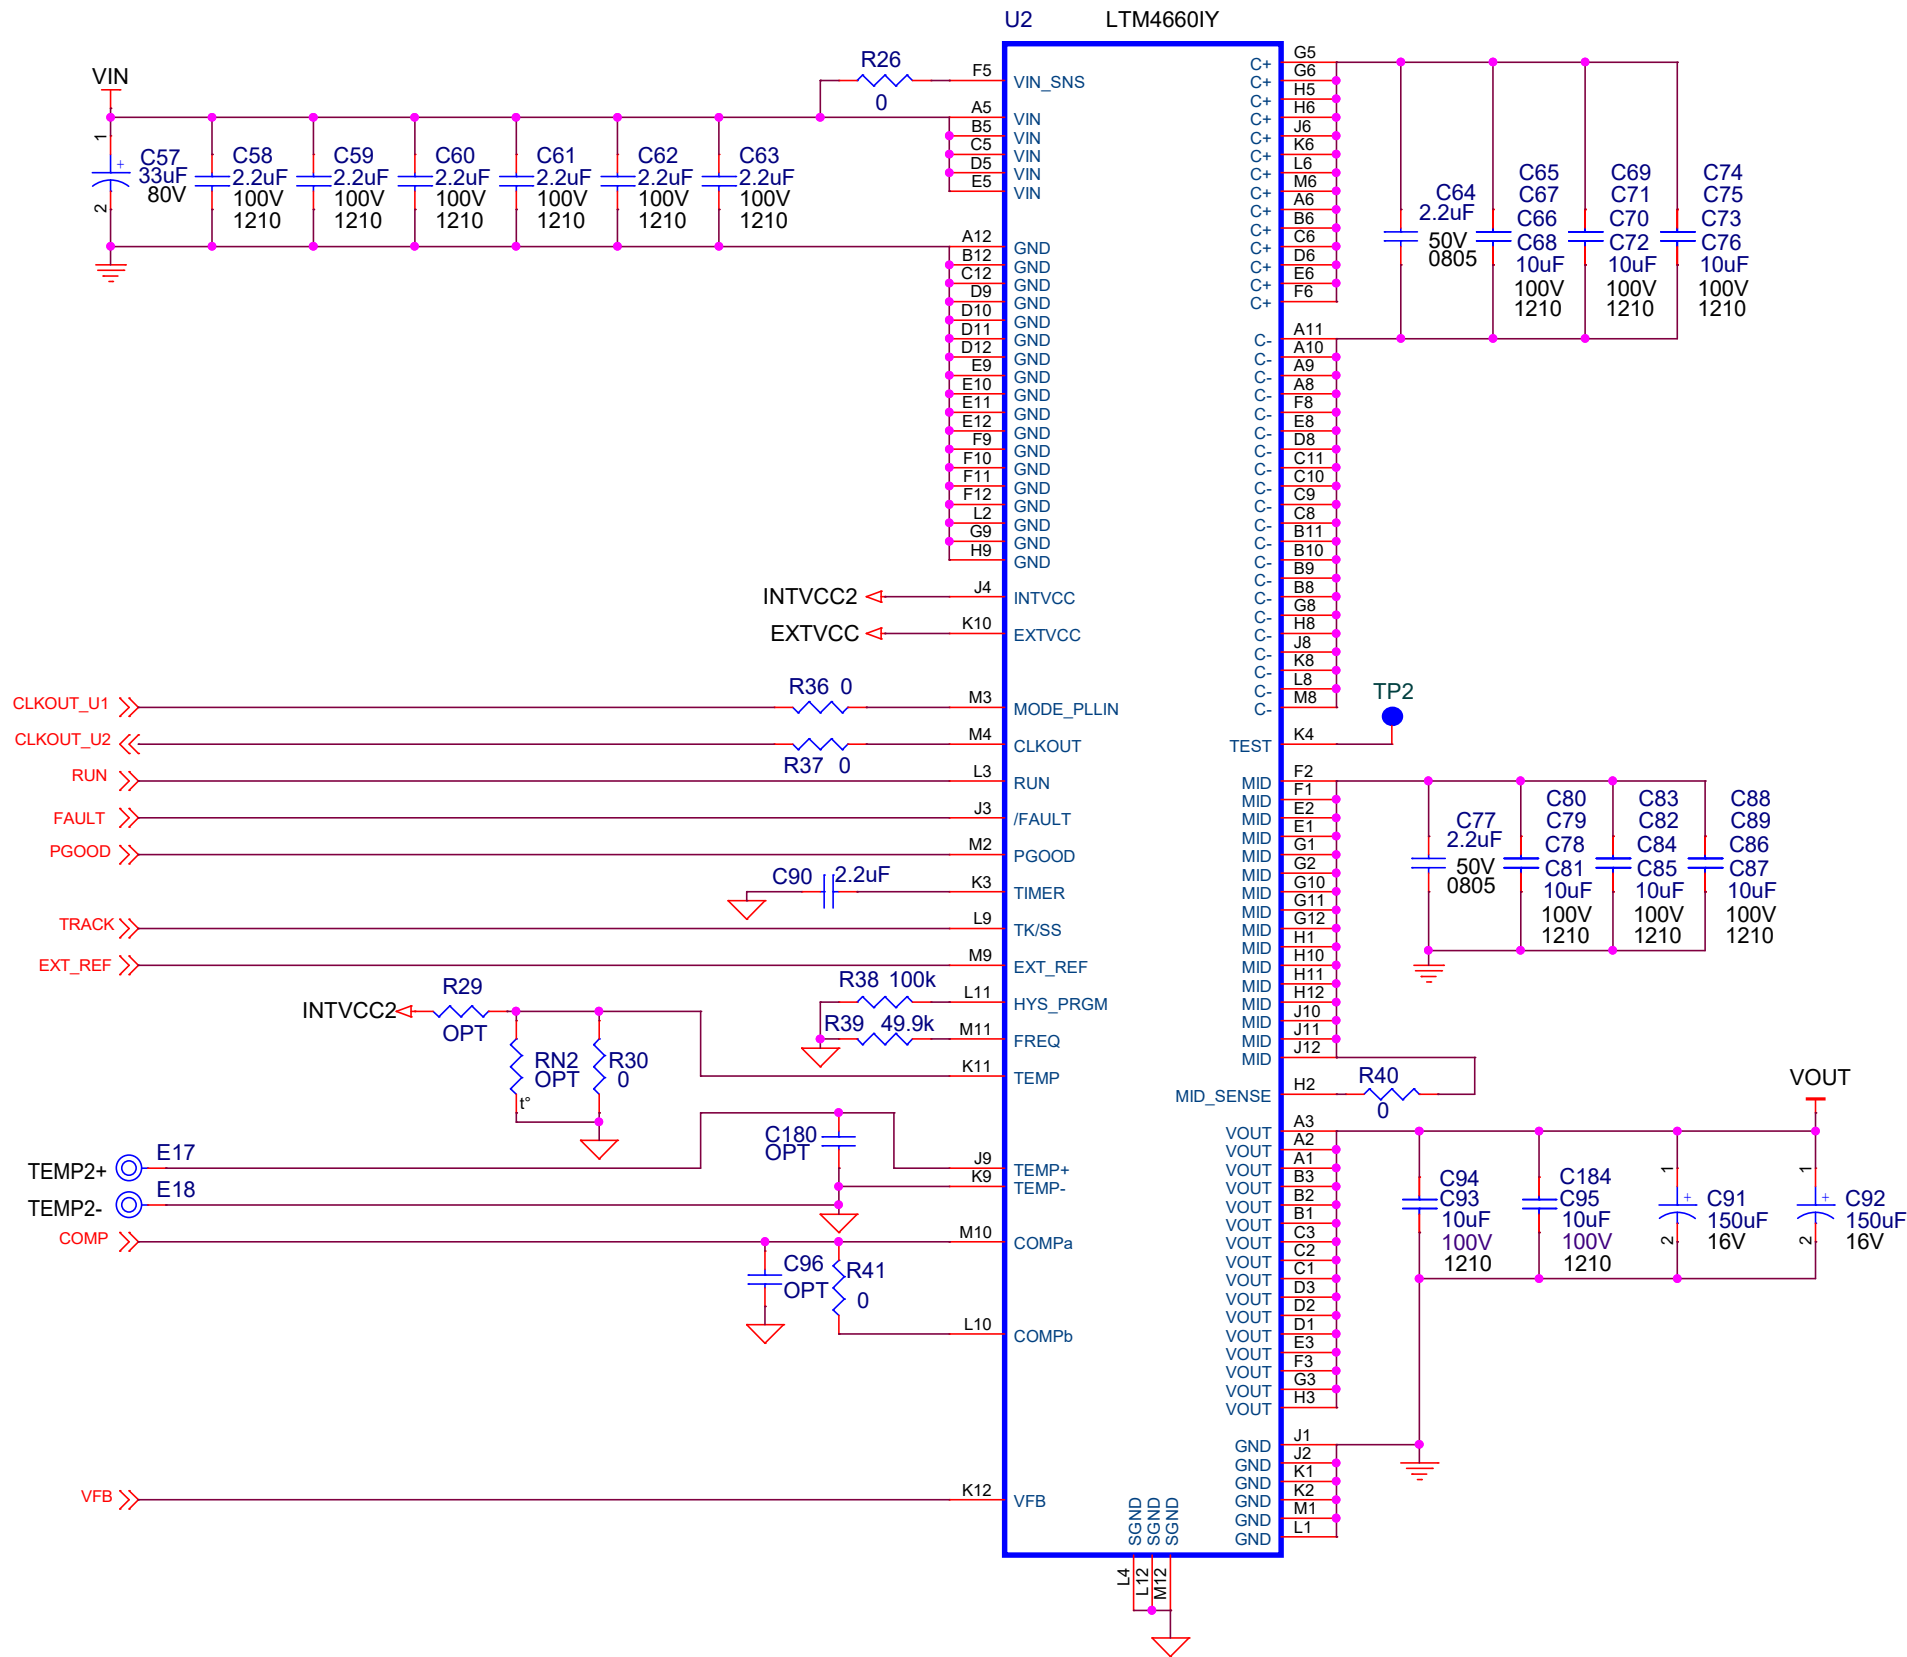 U2
LTM4660IY
VIN
R26
0
F5
VIN_SNS
A5
VIN
B5
VIN
C5
VIN
D5
VIN
E5
VIN
1
2
+
C57
33uF
80V
C58
2.2uF
100V
1210
C59
2.2uF
100V
1210
C60
2.2uF
100V
1210
C61
2.2uF
100V
1210
C62
2.2uF
100V
1210
C63
2.2uF
100V
1210
A12
GND
B12
GND
C12
GND
D9
GND
D10
GND
D11
GND
D12
GND
E9
GND
E10
GND
E11
GND
E12
GND
F9
GND
F10
GND
F11
GND
F12
GND
L2
GND
G9
GND
H9
GND
INTVCC2
J4
INTVCC
EXTVCC
K10
EXTVCC
CLKOUT_U1
R36 0
M3
MODE_PLLIN
CLKOUT_U2
R37 0
M4
CLKOUT
RUN
L3
RUN
FAULT
J3
/FAULT
PGOOD
M2
PGOOD
C90
2.2uF
K3
TIMER
TRACK
L9
TK/SS
EXT_REF
M9
EXT_REF
R38 100k
L11
HYS_PRGM
R39 49.9k
M11
FREQ
INTVCC2
R29
OPT
RN2
OPT
t°
R30
0
K11
TEMP
C180
OPT
TEMP2+
E17
J9
TEMP+
K9
TEMP-
TEMP2-
E18
COMP
M10
COMPa
C96
OPT
R41
0
L10
COMPb
VFB
K12
VFB
G5
C+
G6
C+
H5
C+
H6
C+
J6
C+
K6
C+
L6
C+
M6
C+
A6
C+
B6
C+
C6
C+
D6
C+
E6
C+
F6
C+
C64
2.2uF
50V
0805
C65
C67
C66
C68
10uF
100V
1210
C69
C71
C70
C72
10uF
100V
1210
C74
C75
C73
C76
10uF
100V
1210
A11
C-
A10
C-
A9
C-
A8
C-
F8
C-
E8
C-
D8
C-
C11
C-
C10
C-
C9
C-
C8
C-
B11
C-
B10
C-
B9
C-
B8
C-
G8
C-
H8
C-
J8
C-
K8
C-
L8
C-
M8
C-
TP2
K4
TEST
F2
MID
F1
MID
E2
MID
E1
MID
G1
MID
G2
MID
G10
MID
G11
MID
G12
MID
H1
MID
H10
MID
H11
MID
H12
MID
J10
MID
J11
MID
J12
MID
C77
2.2uF
50V
0805
C80
C79
C78
C81
10uF
100V
1210
C83
C82
C84
C85
10uF
100V
1210
C88
C89
C86
C87
10uF
100V
1210
H2
MID_SENSE
R40
0
VOUT
A3
VOUT
A2
VOUT
A1
VOUT
B3
VOUT
B2
VOUT
B1
VOUT
C3
VOUT
C2
VOUT
C1
VOUT
D3
VOUT
D2
VOUT
D1
VOUT
E3
VOUT
F3
VOUT
G3
VOUT
H3
VOUT
C94
C93
10uF
100V
1210
C184
C95
10uF
100V
1210
1
2
+
C91
150uF
16V
1
2
+
C92
150uF
16V
J1
GND
J2
GND
K1
GND
K2
GND
M1
GND
L1
GND
SGND
SGND
SGND
L4
L12
M12